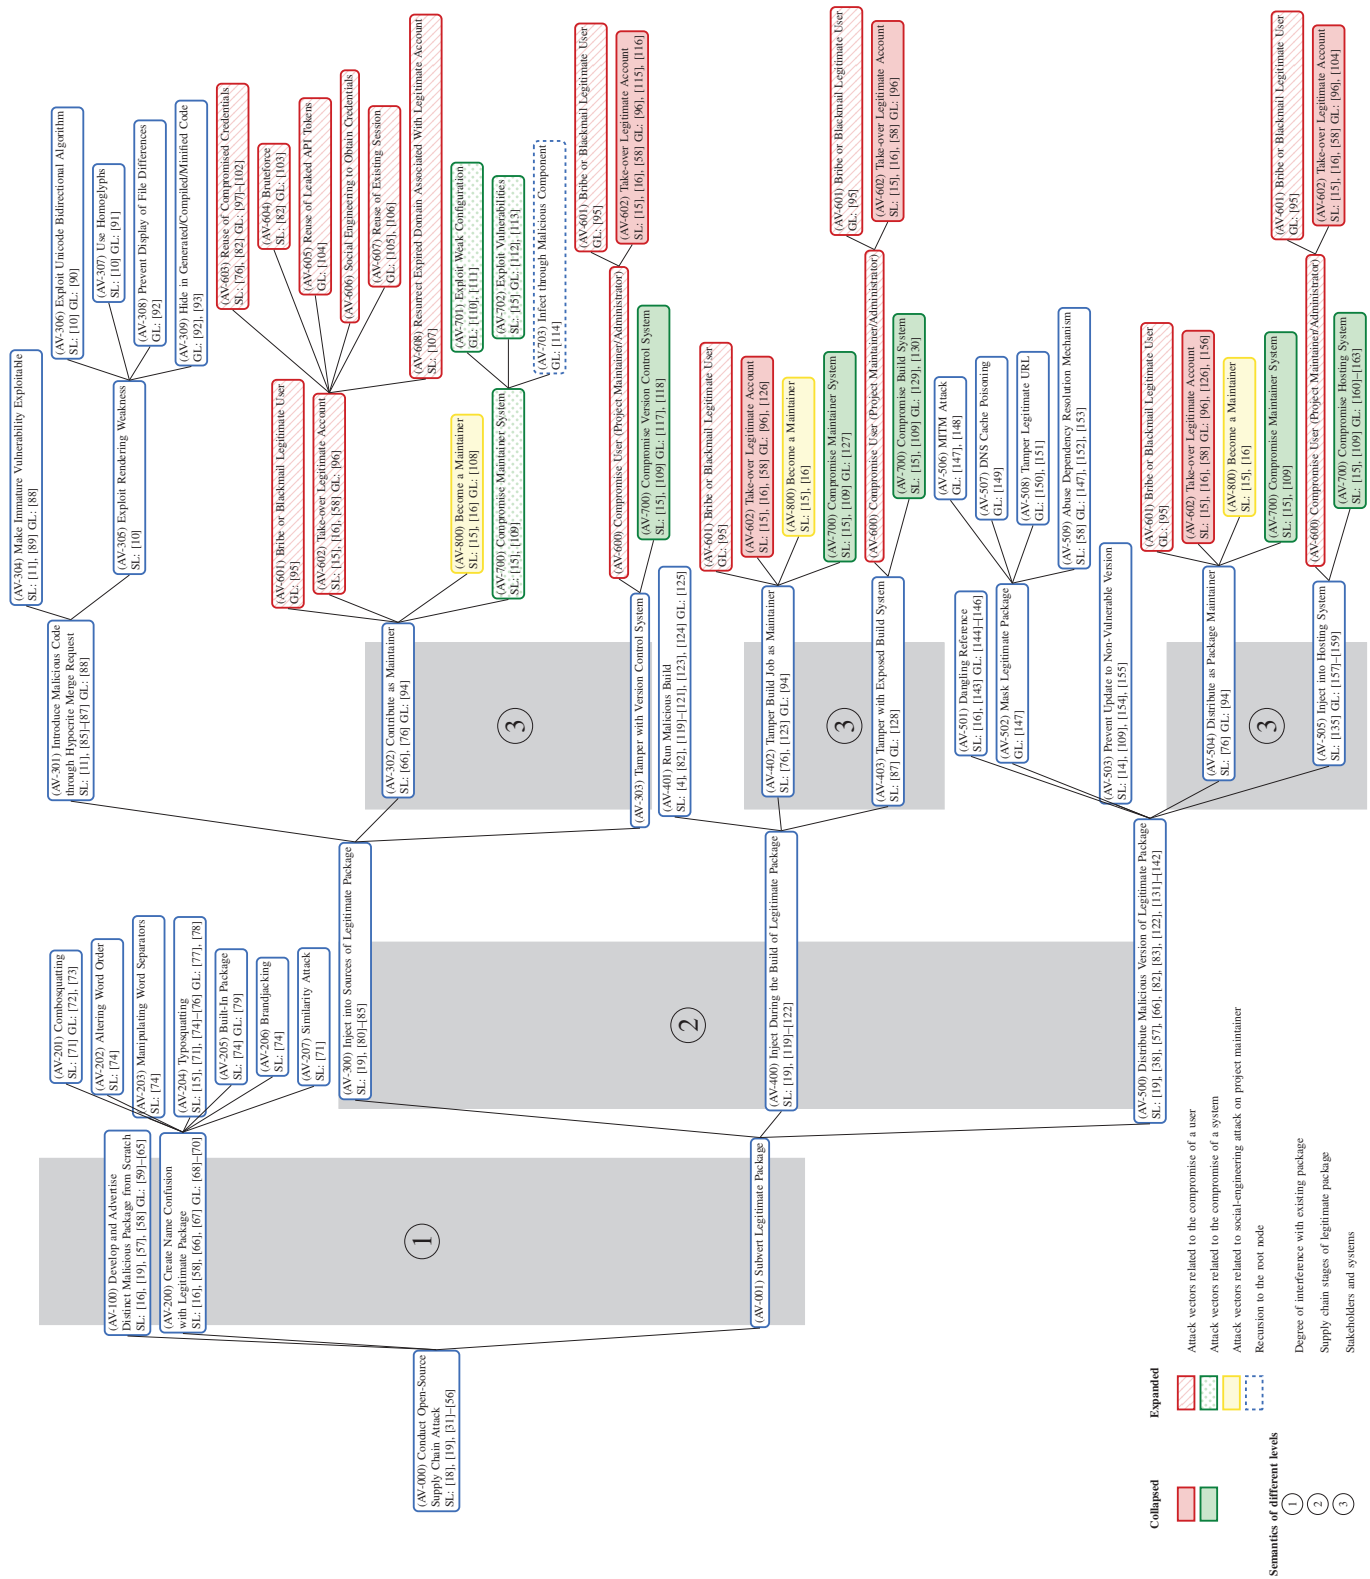 (AV-000) Conduct Open-Source
Supply Chain Attack
SL: [18], [19], [31]–[56]
(AV-100) Develop and Advertise
Distinct Malicious Package from Scratch
SL: [16], [19], [57], [58] GL: [59]–[65]
(AV-200) Create Name Confusion
with Legitimate Package
SL: [16], [58], [66], [67] GL: [68]–[70]
(AV-001) Subvert Legitimate Package
1
(AV-201) Combosquatting
SL: [71] GL: [72], [73]
(AV-202) Altering Word Order
SL: [74]
(AV-203) Manipulating Word Separators
SL: [74]
(AV-204) Typosquatting
SL: [15], [71], [74]–[76] GL: [77], [78]
(AV-205) Built-In Package
SL: [74] GL: [79]
(AV-206) Brandjacking
SL: [74]
(AV-207) Similarity Attack
SL: [71]
(AV-300) Inject into Sources of Legitimate Package
SL: [19], [80]–[85]
2
(AV-400) Inject During the Build of Legitimate Package
SL: [19], [119]–[122]
(AV-500) Distribute Malicious Version of Legitimate Package
SL: [19], [38], [57], [66], [82], [83], [122], [131]–[142]
(AV-301) Introduce Malicious Code
through Hypocrite Merge Request
SL: [11], [85]–[87] GL: [88]
(AV-302) Contribute as Maintainer
SL: [66], [76] GL: [94]
3
(AV-303) Tamper with Version Control System
(AV-304) Make Immature Vulnerability Exploitable
SL: [11], [89] GL: [88]
(AV-305) Exploit Rendering Weakness
SL: [10]
(AV-306) Exploit Unicode Bidirectional Algorithm
SL: [10] GL: [90]
(AV-307) Use Homoglyphs
SL: [10] GL: [91]
(AV-308) Prevent Display of File Differences
GL: [92]
(AV-309) Hide in Generated/Compiled/Minified Code
GL: [92], [93]
(AV-601) Bribe or Blackmail Legitimate User
GL: [95]
(AV-602) Take-over Legitimate Account
SL: [15], [16], [58] GL: [96]
(AV-800) Become a Maintainer
SL: [15], [16] GL: [108]
(AV-700) Compromise Maintainer System
SL: [15], [109]
(AV-603) Reuse of Compromised Credentials
SL: [76], [82] GL: [97]–[102]
(AV-604) Bruteforce
SL: [82] GL: [103]
(AV-605) Reuse of Leaked API Tokens
GL: [104]
(AV-606) Social Engineering to Obtain Credentials
(AV-607) Reuse of Existing Session
GL: [105], [106]
(AV-608) Resurrect Expired Domain Associated With Legitimate Account
SL: [107]
(AV-701) Exploit Weak Configuration
GL: [110], [111]
(AV-702) Exploit Vulnerabilities
SL: [15] GL: [112], [113]
(AV-703) Infect through Malicious Component
GL: [114]
(AV-600) Compromise User (Project Maintainer/Administrator)
(AV-700) Compromise Version Control System
SL: [15], [109] GL: [117], [118]
(AV-601) Bribe or Blackmail Legitimate User
GL: [95]
(AV-602) Take-over Legitimate Account
SL: [15], [16], [58] GL: [96], [115], [116]
(AV-401) Run Malicious Build
SL: [4], [82], [119]–[121], [123], [124] GL: [125]
(AV-402) Tamper Build Job as Maintainer
SL: [76], [123] GL: [94]
3
(AV-403) Tamper with Exposed Build System
SL: [87] GL: [128]
(AV-601) Bribe or Blackmail Legitimate User
GL: [95]
(AV-602) Take-over Legitimate Account
SL: [15], [16], [58] GL: [96], [126]
(AV-800) Become a Maintainer
SL: [15], [16]
(AV-700) Compromise Maintainer System
SL: [15], [109] GL: [127]
(AV-600) Compromise User (Project Maintainer/Administrator)
(AV-700) Compromise Build System
SL: [15], [109] GL: [129], [130]
(AV-601) Bribe or Blackmail Legitimate User
GL: [95]
(AV-602) Take-over Legitimate Account
SL: [15], [16], [58] GL: [96]
(AV-501) Dangling Reference
SL: [16], [143] GL: [144]–[146]
(AV-502) Mask Legitimate Package
GL: [147]
(AV-503) Prevent Update to Non-Vulnerable Version
SL: [14], [109], [154], [155]
(AV-504) Distribute as Package Maintainer
SL: [76] GL: [94]
3
(AV-505) Inject into Hosting System
SL: [135] GL: [157]–[159]
(AV-506) MITM Attack
GL: [147], [148]
(AV-507) DNS Cache Poisoning
GL: [149]
(AV-508) Tamper Legitimate URL
GL: [150], [151]
(AV-509) Abuse Dependency Resolution Mechanism
SL: [58] GL: [147], [152], [153]
(AV-601) Bribe or Blackmail Legitimate User
GL: [95]
(AV-602) Take-over Legitimate Account
SL: [15], [16], [58] GL: [96], [126], [156]
(AV-800) Become a Maintainer
SL: [15], [16]
(AV-700) Compromise Maintainer System
SL: [15], [109]
(AV-600) Compromise User (Project Maintainer/Administrator)
(AV-700) Compromise Hosting System
SL: [15], [109] GL: [160]–[163]
(AV-601) Bribe or Blackmail Legitimate User
GL: [95]
(AV-602) Take-over Legitimate Account
SL: [15], [16], [58] GL: [96], [104]
Collapsed
Expanded
Attack vectors related to the compromise of a user
Attack vectors related to the compromise of a system
Attack vectors related to social-engineering attack on project maintainer
Recursion to the root node
Semantics of different levels
1 Degree of interference with existing package
2 Supply chain stages of legitimate package
3 Stakeholders and systems